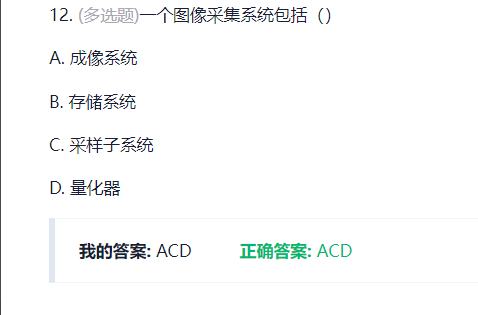 12. (多选题)一个图像采集系统包括（）
A. 成像系统
B. 存储系统
C. 采样子系统
D. 量化器
我的答案: ACD 正确答案: ACD